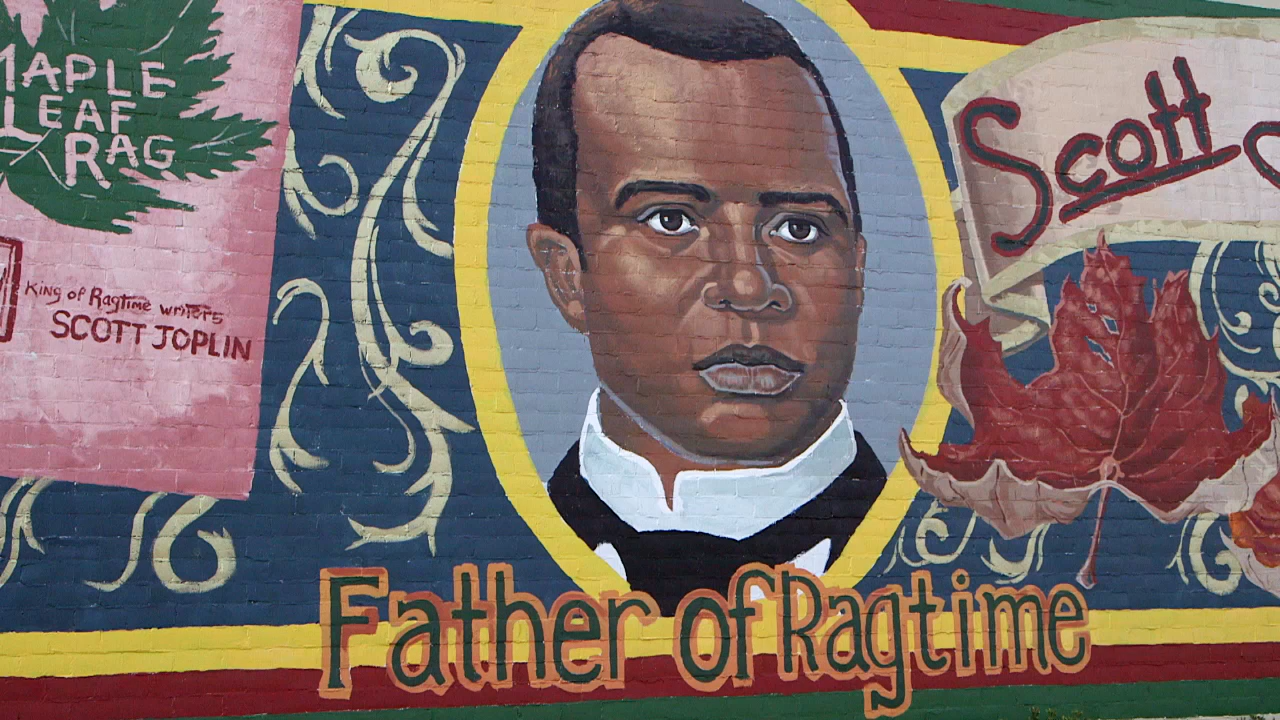 MAPLE
LEAF
RAG
King of Ragtime writers
SCOTT JOPLIN
Scott
Father of Ragtime